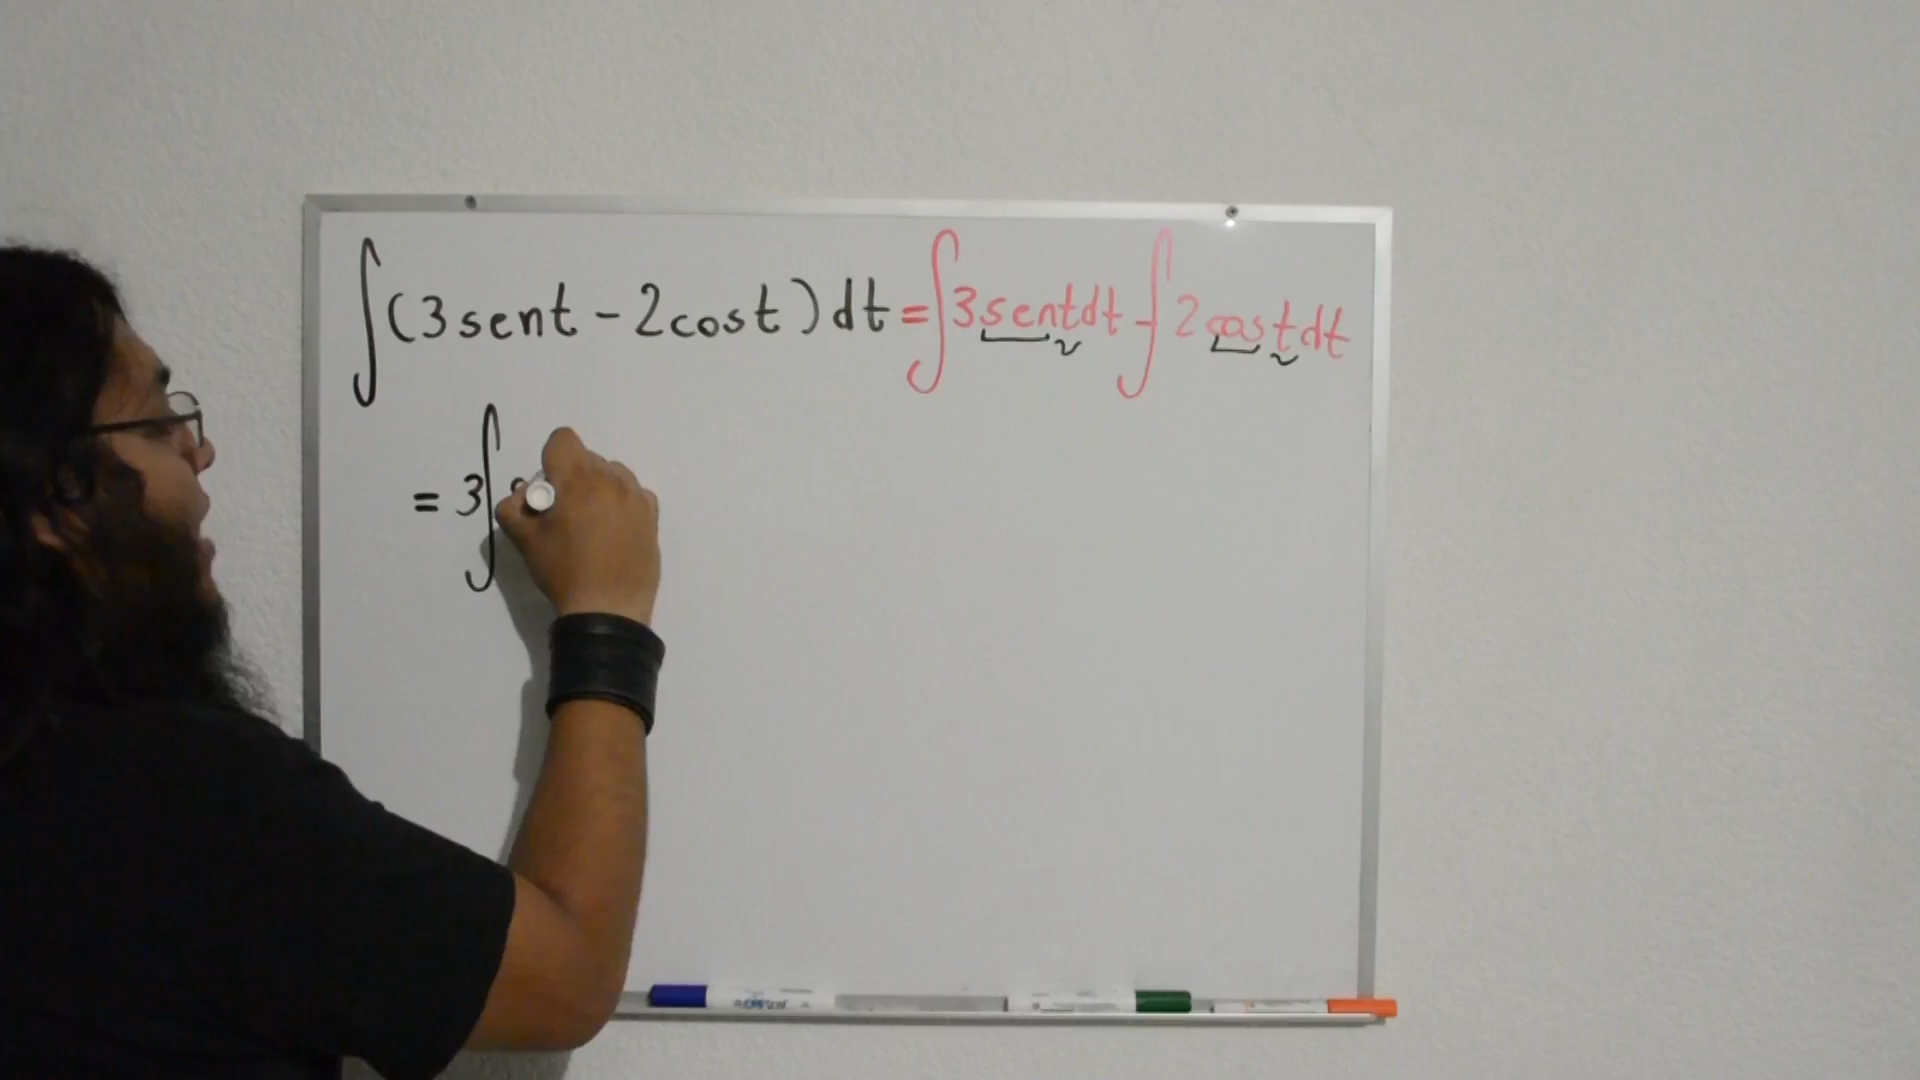 ∫(3sent - 2cost)dt = ∫3sentdt - ∫2costdt
= 3∫